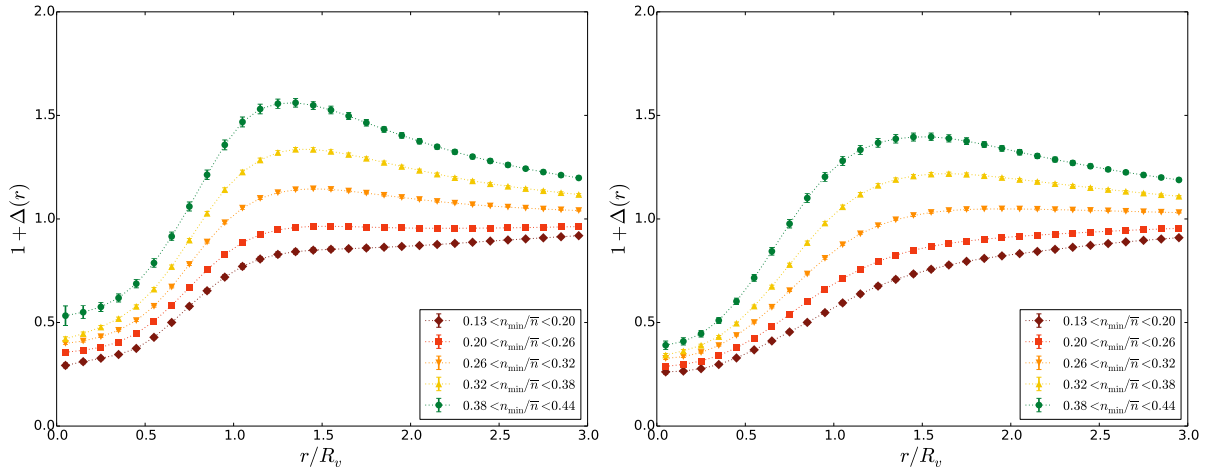 2.0
1.5
1.0
0.5
0.0
1 + Δ(r)
0.0 0.5 1.0 1.5 2.0 2.5 3.0
r/R_v
0.13 < n_min/n̅ < 0.20
0.20 < n_min/n̅ < 0.26
0.26 < n_min/n̅ < 0.32
0.32 < n_min/n̅ < 0.38
0.38 < n_min/n̅ < 0.44
2.0
1.5
1.0
0.5
0.0
1 + Δ(r)
0.0 0.5 1.0 1.5 2.0 2.5 3.0
r/R_v
0.13 < n_min/n̅ < 0.20
0.20 < n_min/n̅ < 0.26
0.26 < n_min/n̅ < 0.32
0.32 < n_min/n̅ < 0.38
0.38 < n_min/n̅ < 0.44